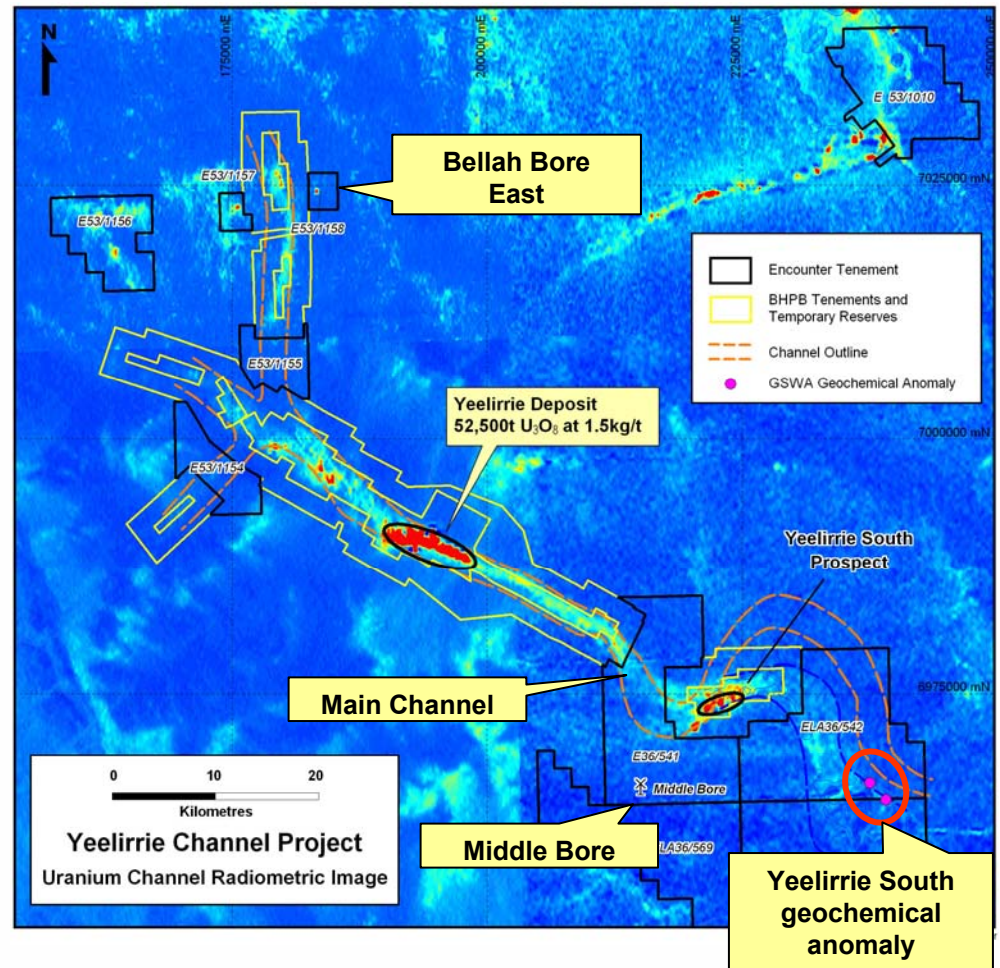 N
175000 mE
200000 mE
225000 mE
250000 mE
E 53/1010
Bellah Bore
East
E53/1157
E53/1156
E53/1158
7025000 mN
Encounter Tenement
BHPB Tenements and
Temporary Reserves
Channel Outline
GSWA Geochemical Anomaly
E53/1155
Yeelirrie Deposit
52,500t U₃O₈ at 1.5kg/t
7000000 mN
E53/1154
Yeelirrie South
Prospect
Main Channel
6975000 mN
ELA36/542
E36/541
Middle Bore
0 10 20
Kilometres
Yeelirrie Channel Project
Uranium Channel Radiometric Image
Middle Bore
LA36/569
Yeelirrie South
geochemical
anomaly